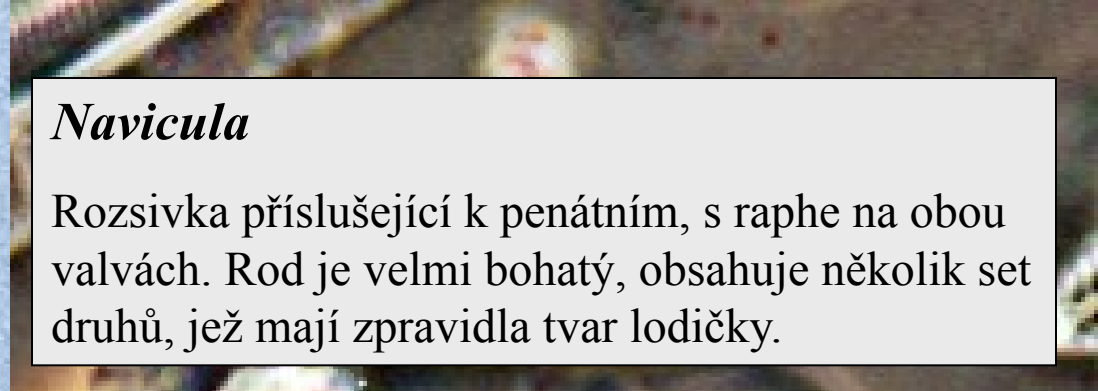 Navicula
Rozsivka příslušející k penátním, s raphe na obou
valvách. Rod je velmi bohatý, obsahuje několik set
druhů, jež mají zpravidla tvar lodičky.